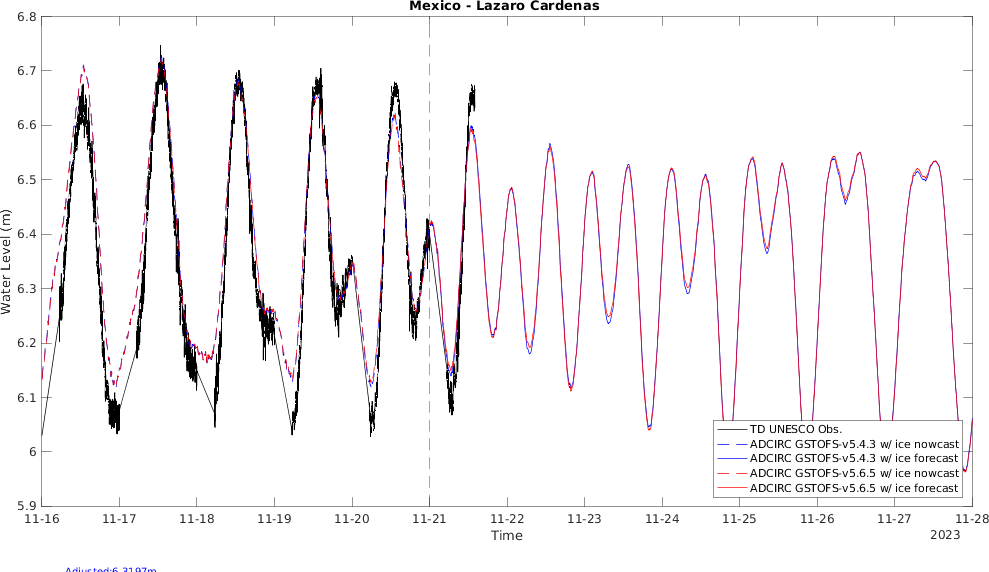 Mexico - Lazaro Cardenas
6.8
6.7
6.6
6.5
6.4
6.3
6.2
6.1
6
5.9
Water Level (m)
TD UNESCO Obs.
ADCIRC GSTOFS-v5.4.3 w/ ice nowcast
ADCIRC GSTOFS-v5.4.3 w/ ice forecast
ADCIRC GSTOFS-v5.6.5 w/ ice nowcast
ADCIRC GSTOFS-v5.6.5 w/ ice forecast
11-16 11-17 11-18 11-19 11-20 11-21 11-22 11-23 11-24 11-25 11-26 11-27 11-28
Time
2023
Adjusted:6.3197m